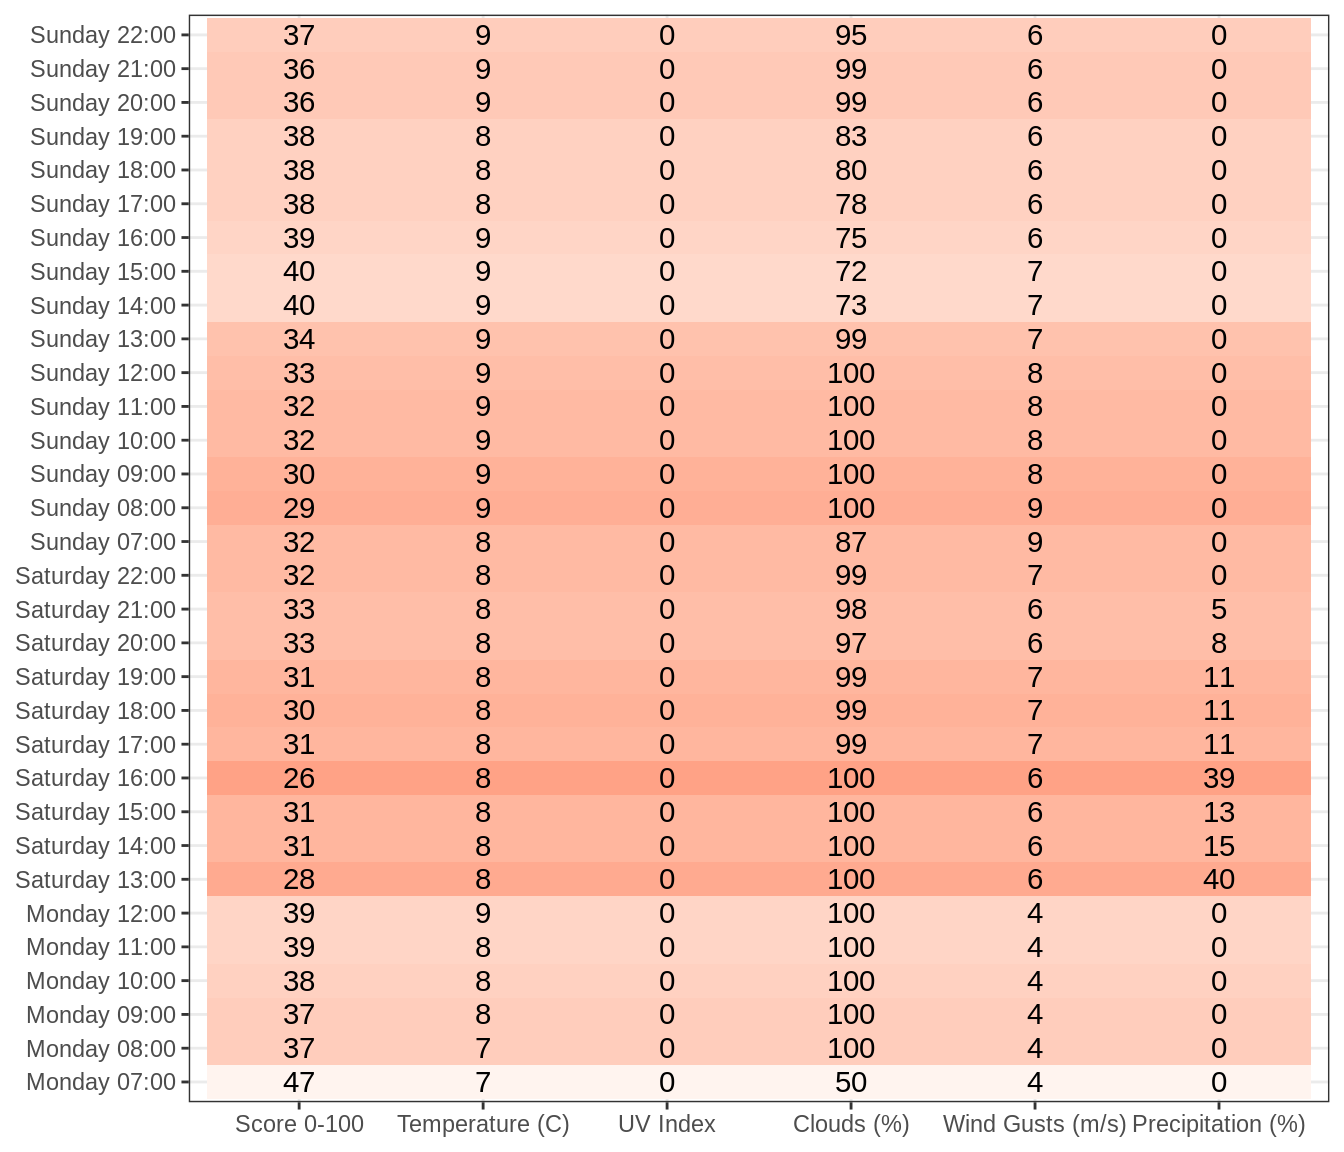 Sunday 22:00 37 9 0 95 6 0
Sunday 21:00 36 9 0 99 6 0
Sunday 20:00 36 9 0 99 6 0
Sunday 19:00 38 8 0 83 6 0
Sunday 18:00 38 8 0 80 6 0
Sunday 17:00 38 8 0 78 6 0
Sunday 16:00 39 9 0 75 6 0
Sunday 15:00 40 9 0 72 7 0
Sunday 14:00 40 9 0 73 7 0
Sunday 13:00 34 9 0 99 7 0
Sunday 12:00 33 9 0 100 8 0
Sunday 11:00 32 9 0 100 8 0
Sunday 10:00 32 9 0 100 8 0
Sunday 09:00 30 9 0 100 8 0
Sunday 08:00 29 9 0 100 9 0
Sunday 07:00 32 8 0 87 9 0
Saturday 22:00 32 8 0 99 7 0
Saturday 21:00 33 8 0 98 6 5
Saturday 20:00 33 8 0 97 6 8
Saturday 19:00 31 8 0 99 7 11
Saturday 18:00 30 8 0 99 7 11
Saturday 17:00 31 8 0 99 7 11
Saturday 16:00 26 8 0 100 6 39
Saturday 15:00 31 8 0 100 6 13
Saturday 14:00 31 8 0 100 6 15
Saturday 13:00 28 8 0 100 6 40
Monday 12:00 39 9 0 100 4 0
Monday 11:00 39 8 0 100 4 0
Monday 10:00 38 8 0 100 4 0
Monday 09:00 37 8 0 100 4 0
Monday 08:00 37 7 0 100 4 0
Monday 07:00 47 7 0 50 4 0
Score 0-100 Temperature (C) UV Index Clouds (%) Wind Gusts (m/s) Precipitation (%)